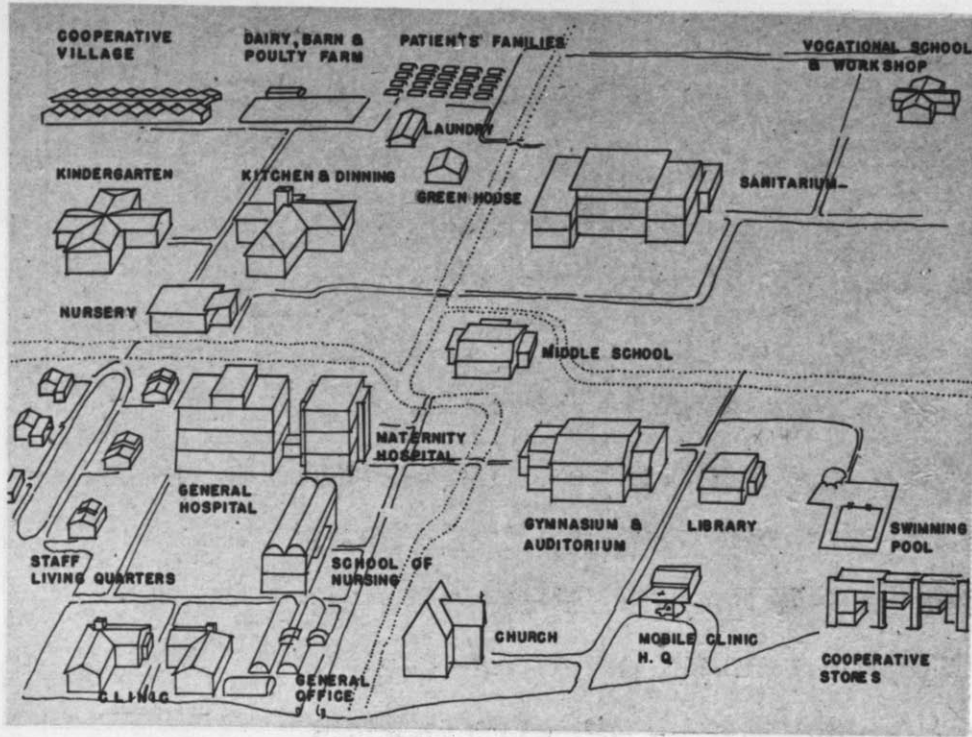 COOPERATIVE
VILLAGE
DAIRY, BARN &
POULTY FARM
PATIENTS' FAMILIES
VOCATIONAL SCHOOL
& WORKSHOP
LAUNDRY
KINDERGARTEN
KITCHEN & DINNING
GREEN HOUSE
SANITARIUM
NURSERY
MIDDLE SCHOOL
MATERNITY
HOSPITAL
GENERAL
HOSPITAL
GYMNASIUM &
AUDITORIUM
LIBRARY
SWIMMING
POOL
STAFF
LIVING QUARTERS
SCHOOL OF
NURSING
CHURCH
MOBILE CLINIC
H. Q.
COOPERATIVE
STORES
CLINIC
GENERAL
OFFICE